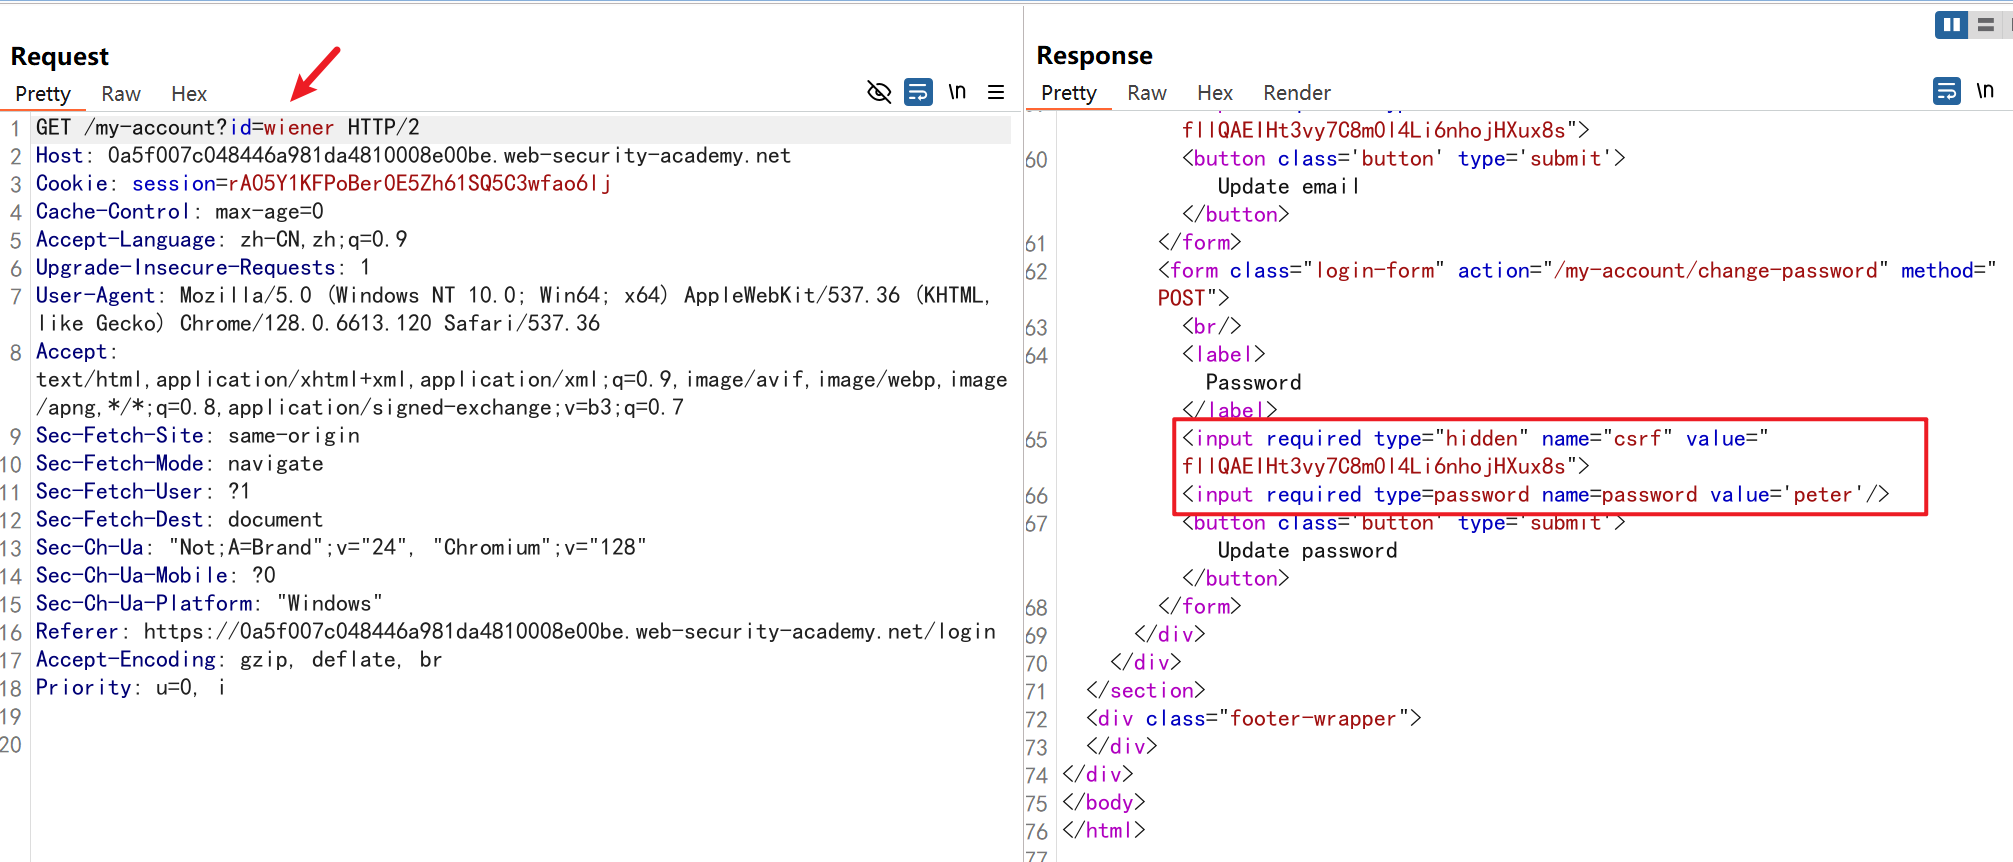 Request
Pretty Raw Hex
\n
1 GET /my-account?id=wiener HTTP/2
2 Host: 0a5f007c048446a981da4810008e00be.web-security-academy.net
3 Cookie: session=rA05Y1KFPoBer0E5Zh61SQ5C3wfao6lj
4 Cache-Control: max-age=0
5 Accept-Language: zh-CN,zh;q=0.9
6 Upgrade-Insecure-Requests: 1
7 User-Agent: Mozilla/5.0 (Windows NT 10.0; Win64; x64) AppleWebKit/537.36 (KHTML,
like Gecko) Chrome/128.0.6613.120 Safari/537.36
8 Accept:
text/html,application/xhtml+xml,application/xml;q=0.9,image/avif,image/webp,image
/apng,*/*;q=0.8,application/signed-exchange;v=b3;q=0.7
9 Sec-Fetch-Site: same-origin
10 Sec-Fetch-Mode: navigate
11 Sec-Fetch-User: ?1
12 Sec-Fetch-Dest: document
13 Sec-Ch-Ua: "Not;A=Brand";v="24", "Chromium";v="128"
14 Sec-Ch-Ua-Mobile: ?0
15 Sec-Ch-Ua-Platform: "Windows"
16 Referer: https://0a5f007c048446a981da4810008e00be.web-security-academy.net/login
17 Accept-Encoding: gzip, deflate, br
18 Priority: u=0, i
19
20
Response
Pretty Raw Hex Render
\n
fllQAElHt3vy7C8m0l4Li6nhojHXux8s">
60 <button class='button' type='submit'>
Update email
</button>
61 </form>
62 <form class="login-form" action="/my-account/change-password" method="
POST">
63 <br/>
64 <label>
Password
</label>
65 <input required type="hidden" name="csrf" value="
fllQAElHt3vy7C8m0l4Li6nhojHXux8s">
66 <input required type=password name=password value='peter'/>
67 <button class='button' type='submit'>
Update password
</button>
68 </form>
69 </div>
70 </div>
71 </section>
72 <div class="footer-wrapper">
73 </div>
74 </div>
75 </body>
76 </html>
77